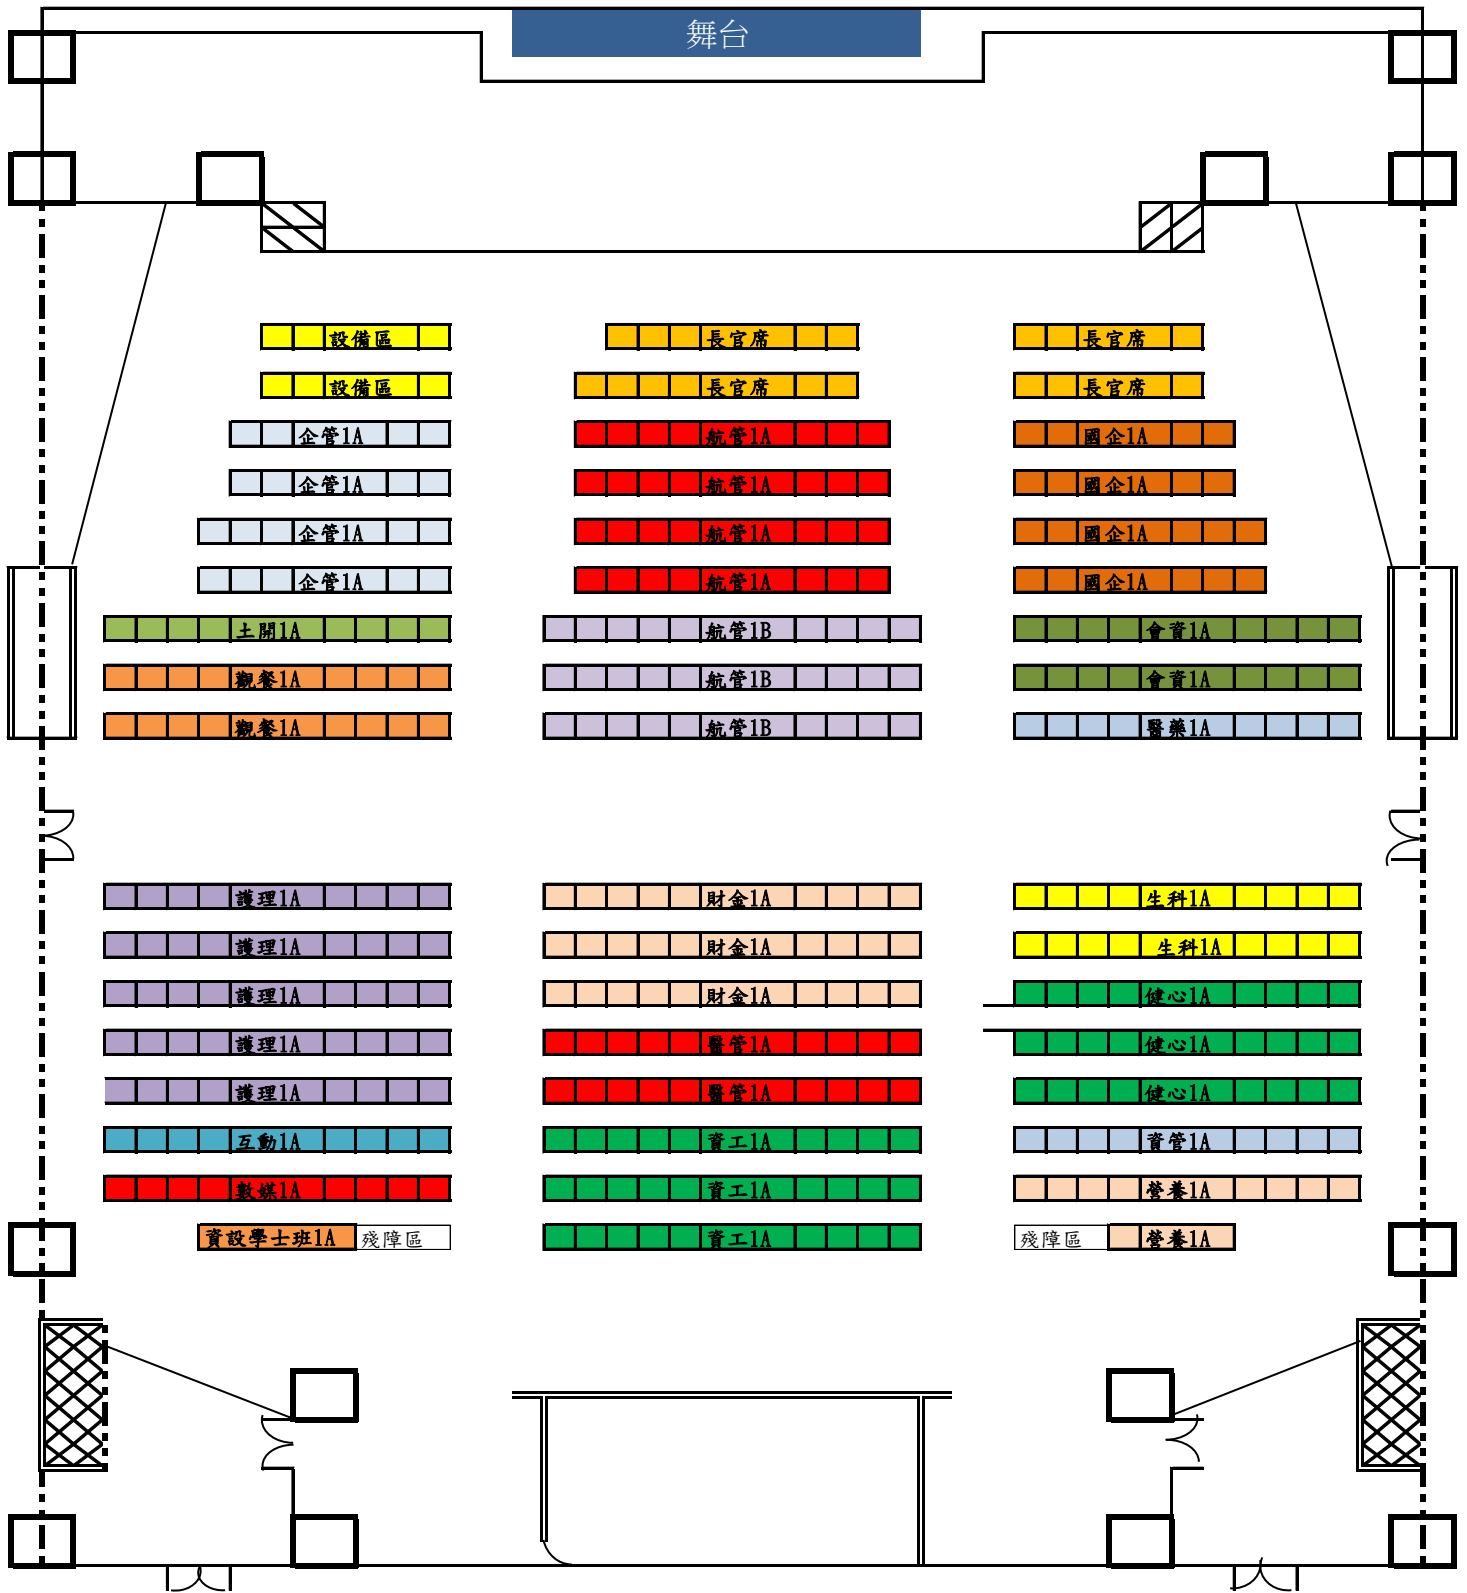 舞台
設備區 長官席 長官席
設備區 長官席 長官席
企管1A 航管1A 國企1A
企管1A 航管1A 國企1A
企管1A 航管1A 國企1A
企管1A 航管1A 國企1A
土開1A 航管1B 會資1A
觀餐1A 航管1B 會資1A
觀餐1A 航管1B 醫藥1A
護理1A 財金1A 生科1A
護理1A 財金1A 生科1A
護理1A 財金1A 健心1A
護理1A 醫管1A 健心1A
護理1A 醫管1A 健心1A
互動1A 資工1A 資管1A
數媒1A 資工1A 營養1A
資設學士班1A 殘障區 資工1A 殘障區 營養1A